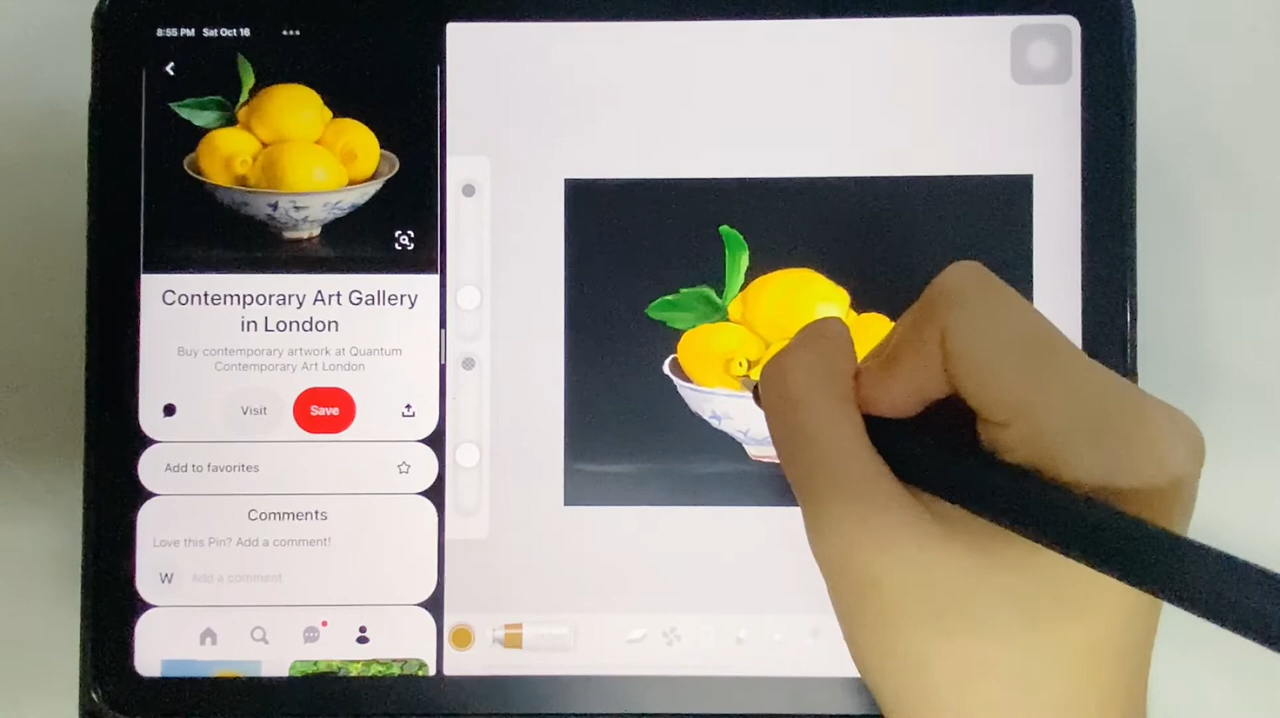 8:55 PM Sat Oct 16
Contemporary Art Gallery
in London
Buy contemporary artwork at Quantum
Contemporary Art London
Visit
Save
Add to favorites
Comments
Love this Pin? Add a comment!
W
Add a comment